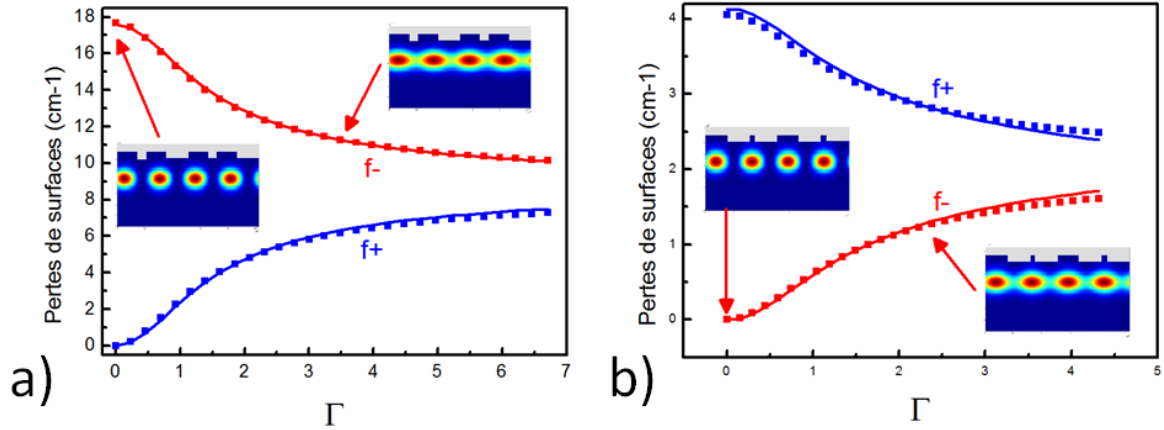 18
16
14
12
10
8
6
4
2
0
Pertes de surfaces (cm-1)
f-
f+
0 1 2 3 4 5 6 7
Γ
a)
4
3
2
1
0
Pertes de surfaces (cm-1)
f+
f-
0 1 2 3 4 5
Γ
b)